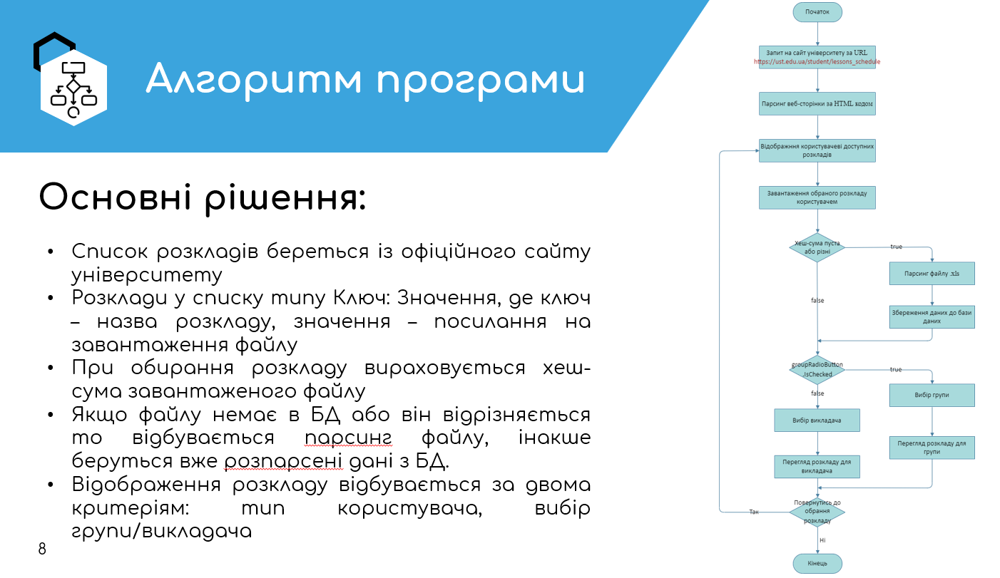 Алгоритм програми
Основні рішення:
• Список розкладів береться із офіційного сайту
університету
• Розклади у списку типу Ключ: Значення, де ключ
– назва розкладу, значення – посилання на
завантаження файлу
• При обирання розкладу вираховується хеш-
сума завантаженого файлу
• Якщо файлу немає в БД або він відрізняється
то відбувається парсинг файлу, інакше
беруться вже розпарсені дані з БД.
• Відображення розкладу відбувається за двома
критеріям: тип користувача, вибір
групи/викладача
8
Початок
Запит на сайт університету за URL
https://ust.edu.ua/student/lessons_schedule
Парсинг веб-сторінки за HTML кодом
Відображння користувачеві доступних
розкладів
Завантаження обраного розкладу
користувачем
Хеш-сума пуста
або різні
true
Парсинг файлу .xls
false
Збереження даних до бази
даних
groupRadioButton
.IsChecked
true
false
Вибір групи
Вибір викладача
Перегляд розкладу для
групи
Перегляд розкладу для
викладача
Повернутись до
обрання
розкладу
Так
Ні
Кінець